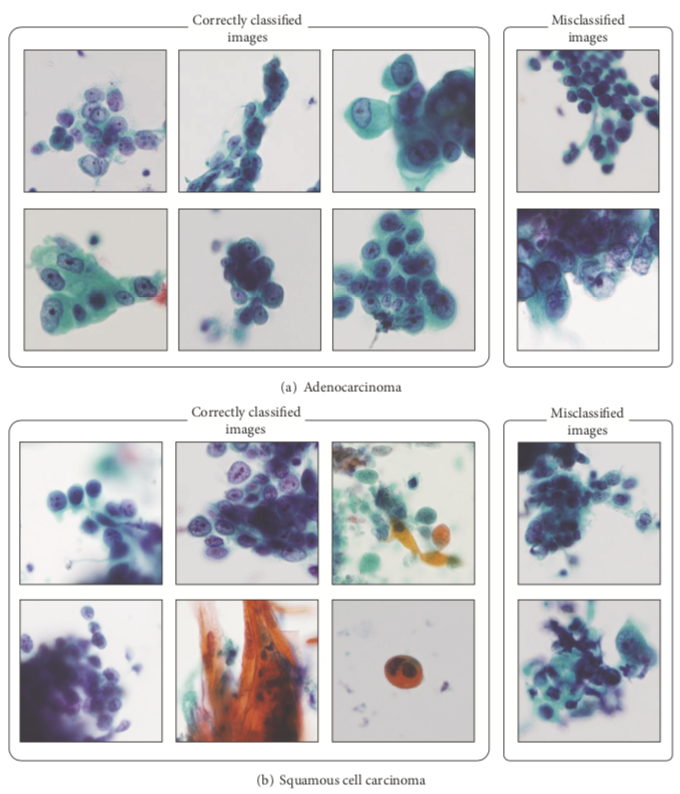 Correctly classified
images
Misclassified
images
(a) Adenocarcinoma
Correctly classified
images
Misclassified
images
(b) Squamous cell carcinoma